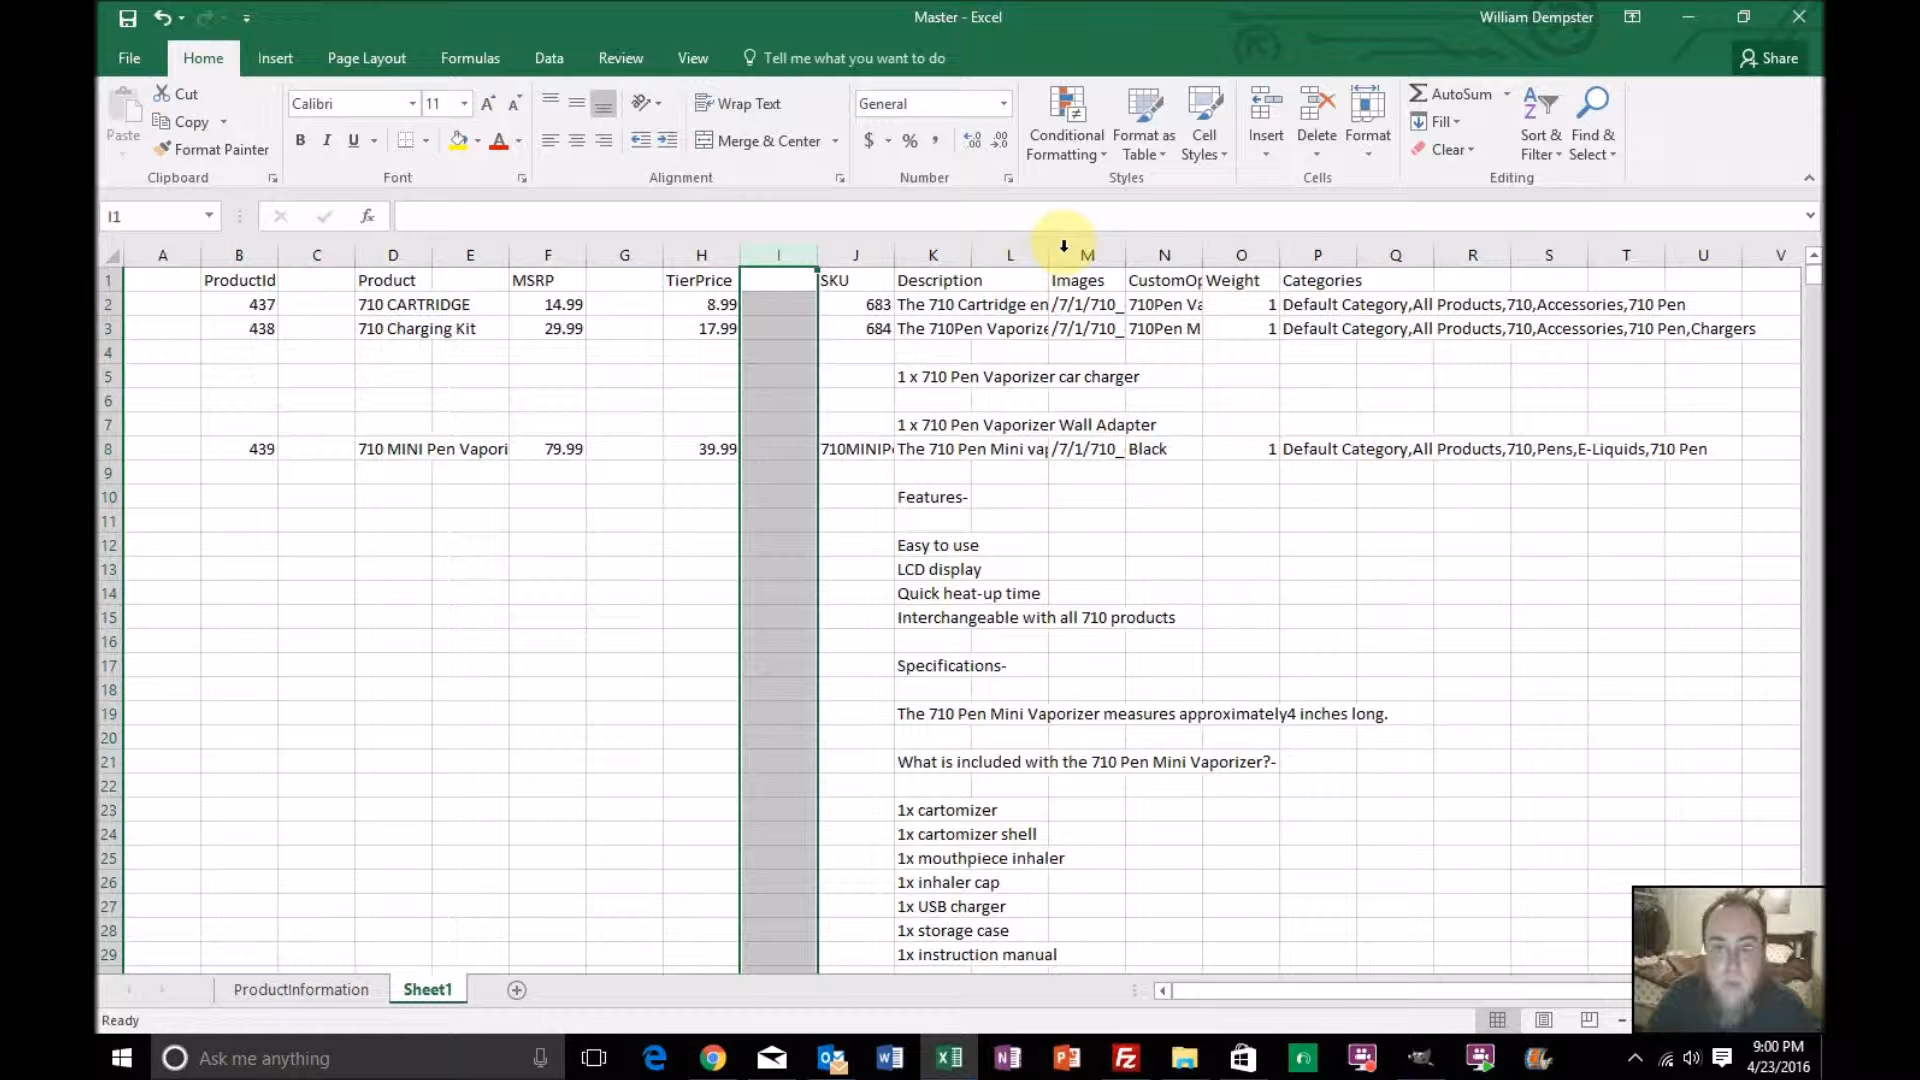 Master - Excel
William Dempster
File Home Insert Page Layout Formulas Data Review View Tell me what you want to do Share
Paste Cut Copy Format Painter Clipboard
Calibri 11 B I U Font
Wrap Text Merge & Center Alignment
General $ % , Number
Conditional Formatting Format as Table Cell Styles Styles
Insert Delete Format Cells
AutoSum Fill Clear Sort & Filter Find & Select Editing
I1 fx
A B C D E F G H I J K L M N O P Q R S T U V
1 ProductId Product MSRP TierPrice SKU Description Images CustomOp Weight Categories
2 437 710 CARTRIDGE 14.99 8.99 683 The 710 Cartridge en /7/1/710_ 710Pen Va 1 Default Category,All Products,710,Accessories,710 Pen
3 438 710 Charging Kit 29.99 17.99 684 The 710Pen Vaporize /7/1/710_ 710Pen M 1 Default Category,All Products,710,Accessories,710 Pen,Chargers
4
5 1 x 710 Pen Vaporizer car charger
6
7 1 x 710 Pen Vaporizer Wall Adapter
8 439 710 MINI Pen Vapori 79.99 39.99 710MINIP The 710 Pen Mini vap /7/1/710_ Black 1 Default Category,All Products,710,Pens,E-Liquids,710 Pen
9
10 Features-
11
12 Easy to use
13 LCD display
14 Quick heat-up time
15 Interchangeable with all 710 products
16
17 Specifications-
18
19 The 710 Pen Mini Vaporizer measures approximately4 inches long.
20
21 What is included with the 710 Pen Mini Vaporizer?-
22
23 1x cartomizer
24 1x cartomizer shell
25 1x mouthpiece inhaler
26 1x inhaler cap
27 1x USB charger
28 1x storage case
29 1x instruction manual
ProductInformation Sheet1
Ready
Ask me anything
9:00 PM
4/23/2016